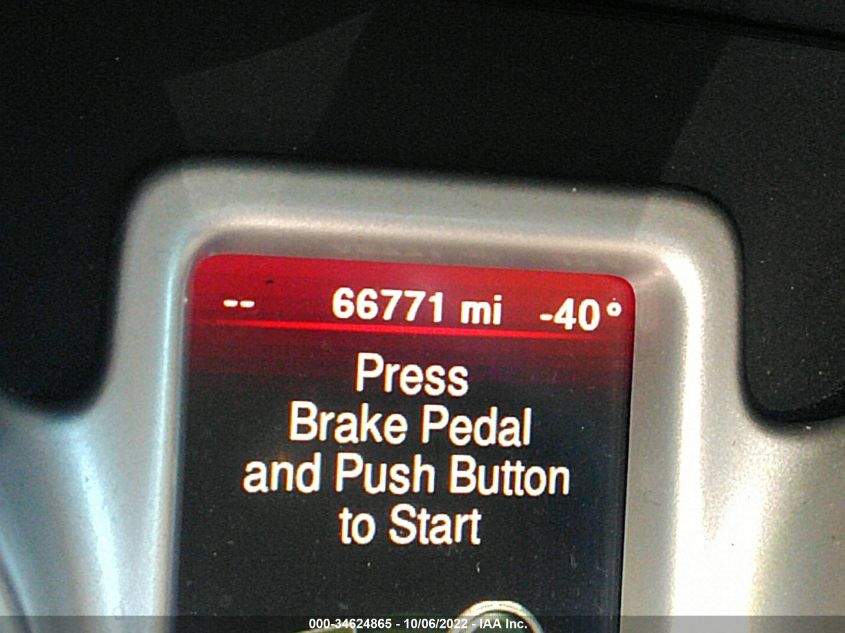 -- 66771 mi -40°
Press
Brake Pedal
and Push Button
to Start
000-34624865 - 10/06/2022 - IAA Inc.